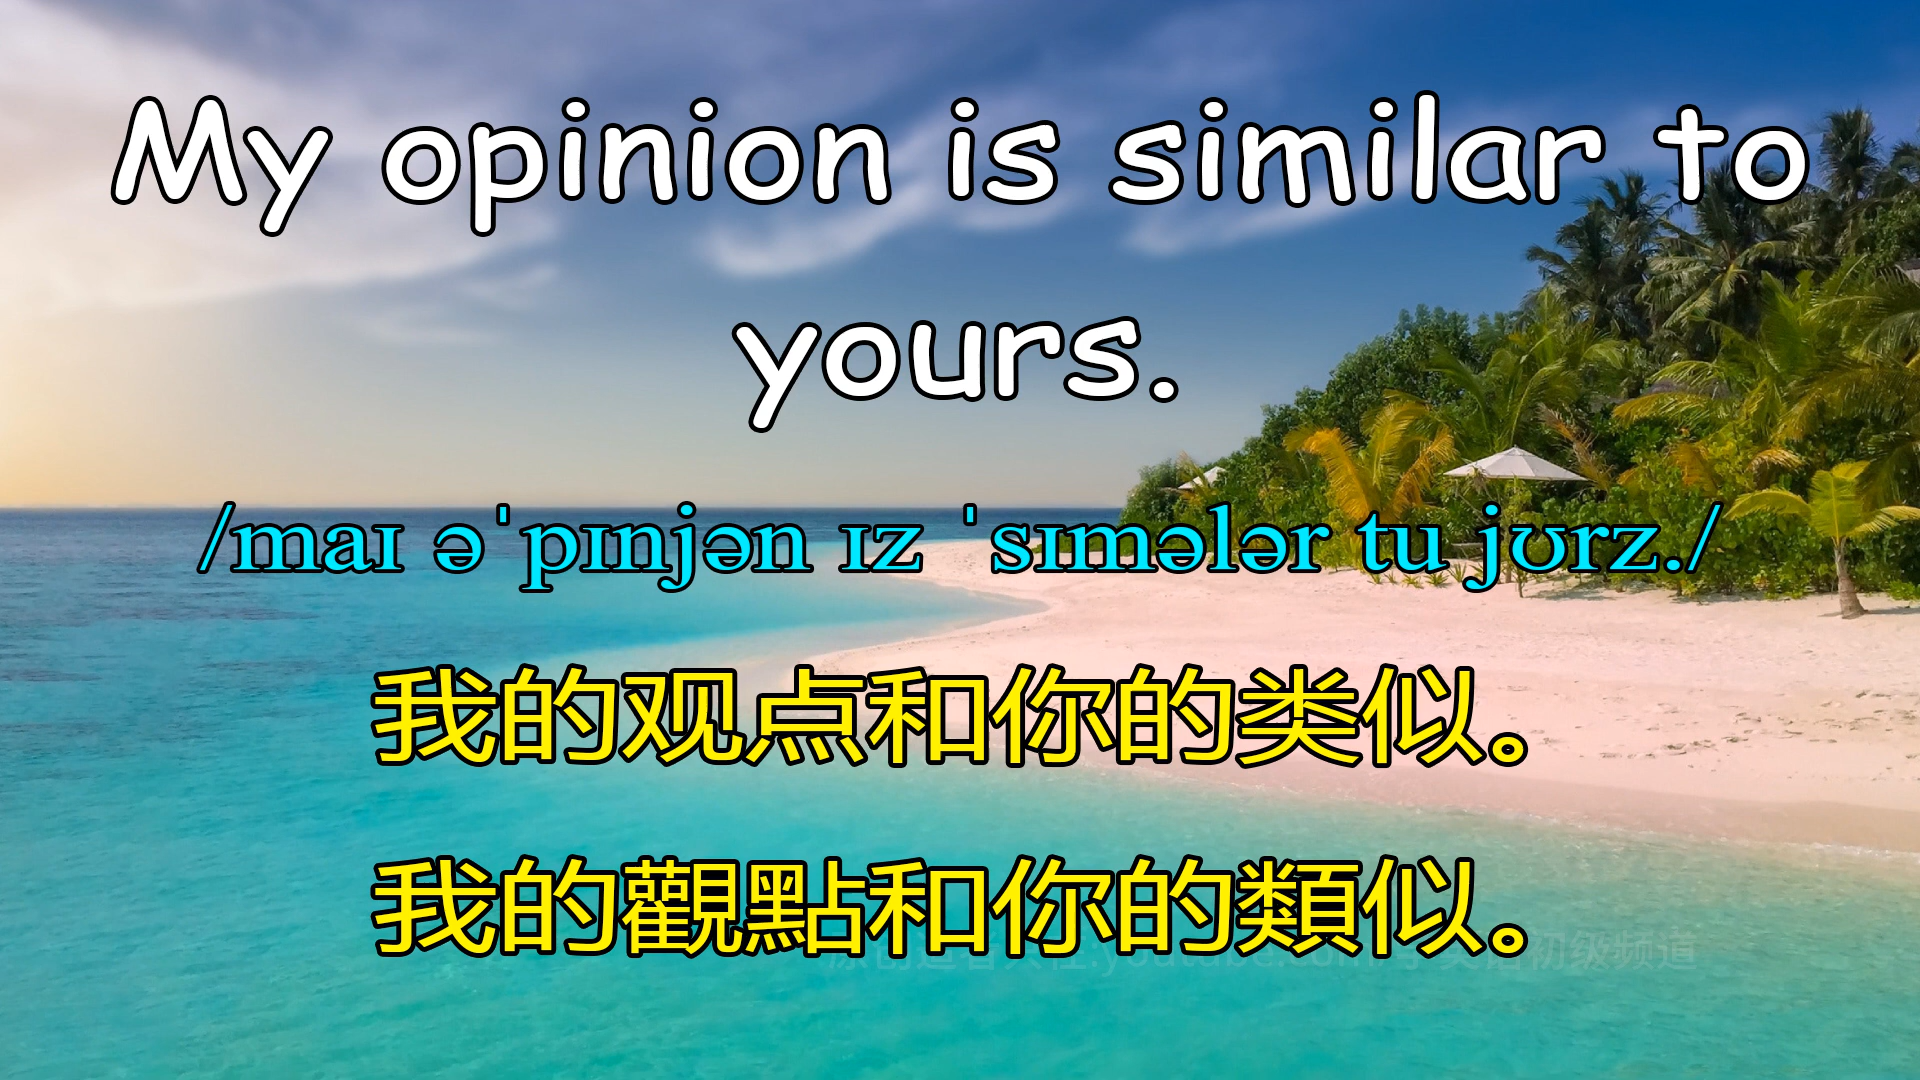 My opinion is similar to
yours.
/maɪ əˈpɪnjən ɪz ˈsɪmələr tu jʊrz./
我的观点和你的类似。
我的觀點和你的類似。